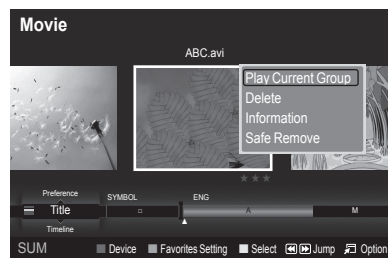 Movie
ABC.avi
Play Current Group
Delete
Information
Safe Remove
Preference
SYMBOL
ENG
Title
A
M
Timeline
SUM
Device
Favorites Setting
Select
Jump
Option